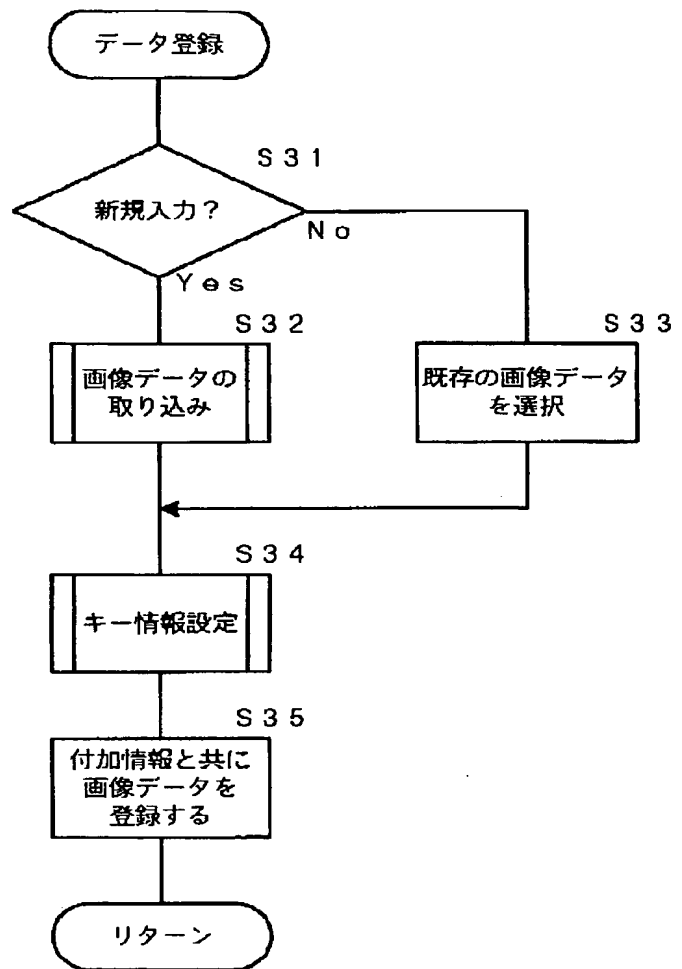 データ登録
S31
新規入力?
No
Yes
S32
画像データの
取り込み
S33
既存の画像データ
を選択
S34
キー情報設定
S35
付加情報と共に
画像データを
登録する
リターン